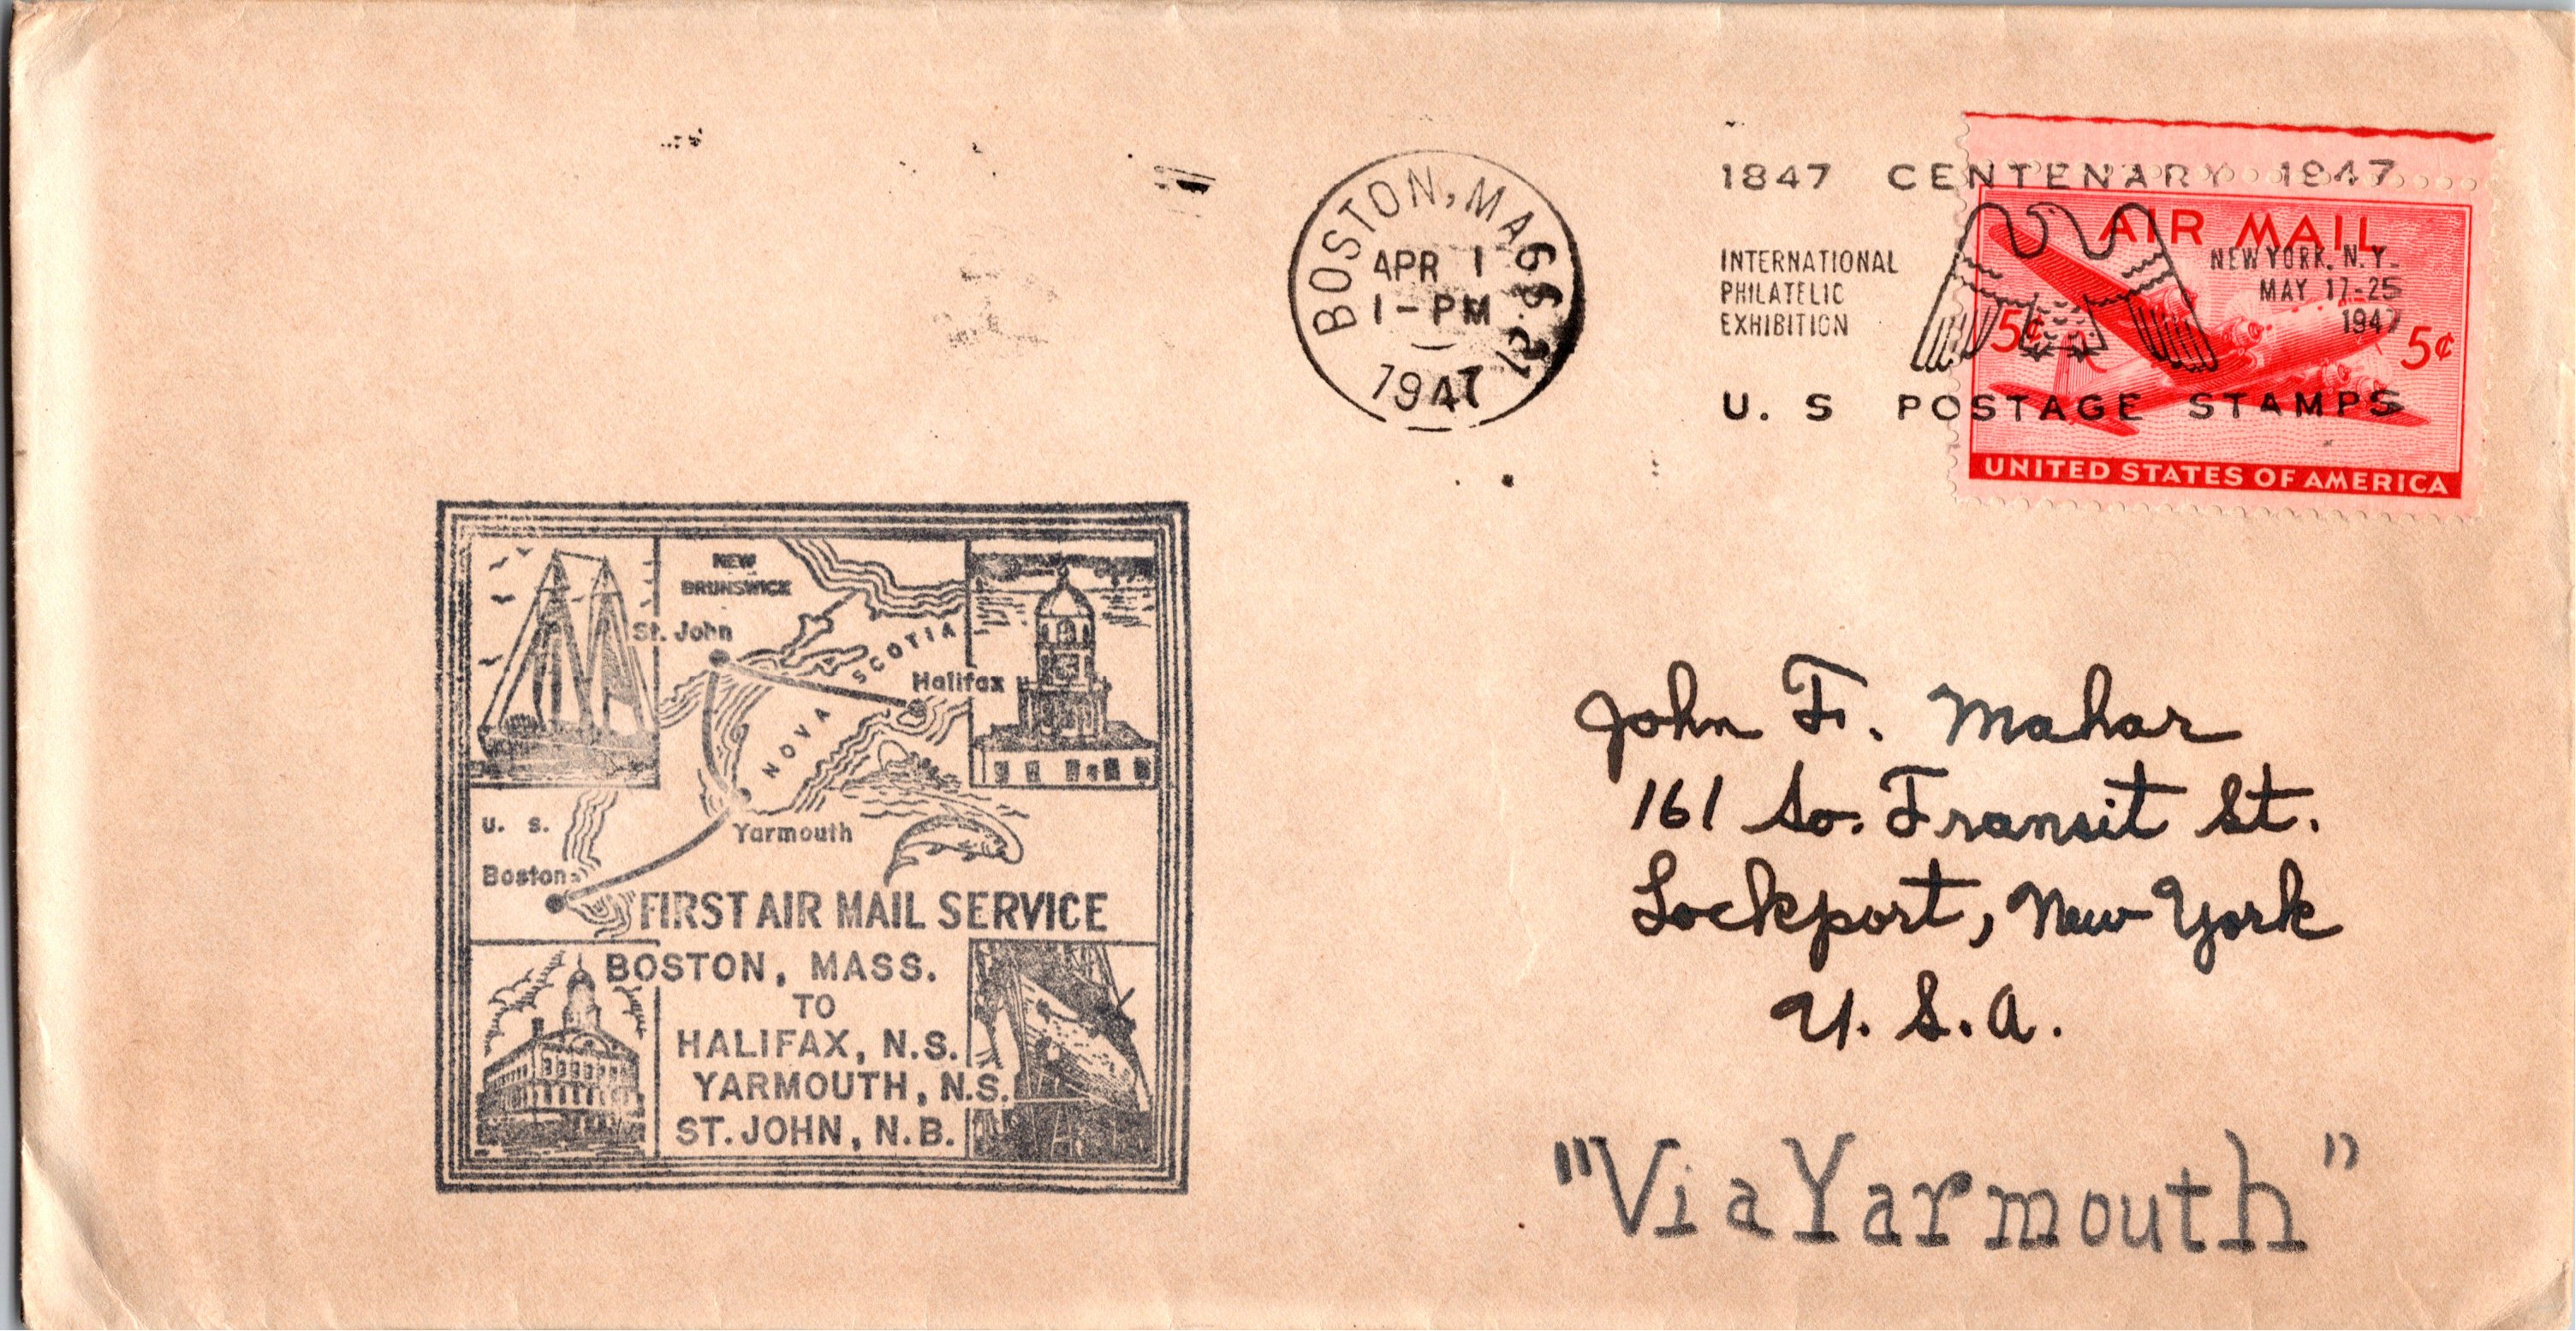 BOSTON, MASS.
APR 1
1-PM
1947
1847 CENTENARY 1947
INTERNATIONAL
PHILATELIC
EXHIBITION
NEW YORK, N.Y.
MAY 17-25
1947
U. S POSTAGE STAMPS
AIR MAIL
5¢ 5¢
UNITED STATES OF AMERICA
NEW
BRUNSWICK
St. John
NOVA SCOTIA
Halifax
U. S.
Yarmouth
Boston
FIRST AIR MAIL SERVICE
BOSTON, MASS.
TO
HALIFAX, N.S.
YARMOUTH, N.S.
ST. JOHN, N.B.
John F. Mahar
161 So. Transit St.
Lockport, New York
U. S. A.
"Via Yarmouth"